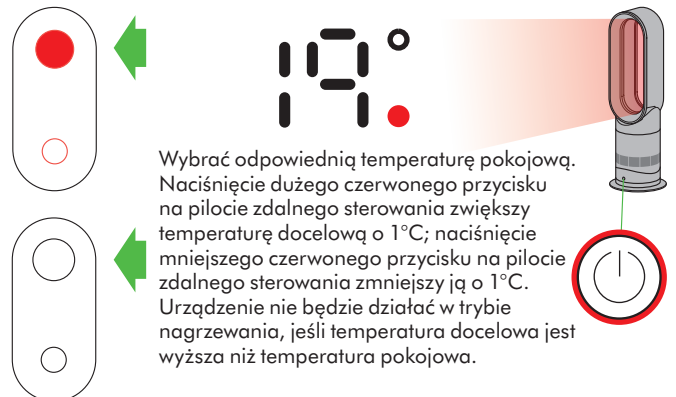 19°
Wybrać odpowiednią temperaturę pokojową.
Naciśnięcie dużego czerwonego przycisku
na pilocie zdalnego sterowania zwiększy
temperaturę docelową o 1°C; naciśnięcie
mniejszego czerwonego przycisku na pilocie
zdalnego sterowania zmniejszy ją o 1°C.
Urządzenie nie będzie działać w trybie
nagrzewania, jeśli temperatura docelowa jest
wyższa niż temperatura pokojowa.